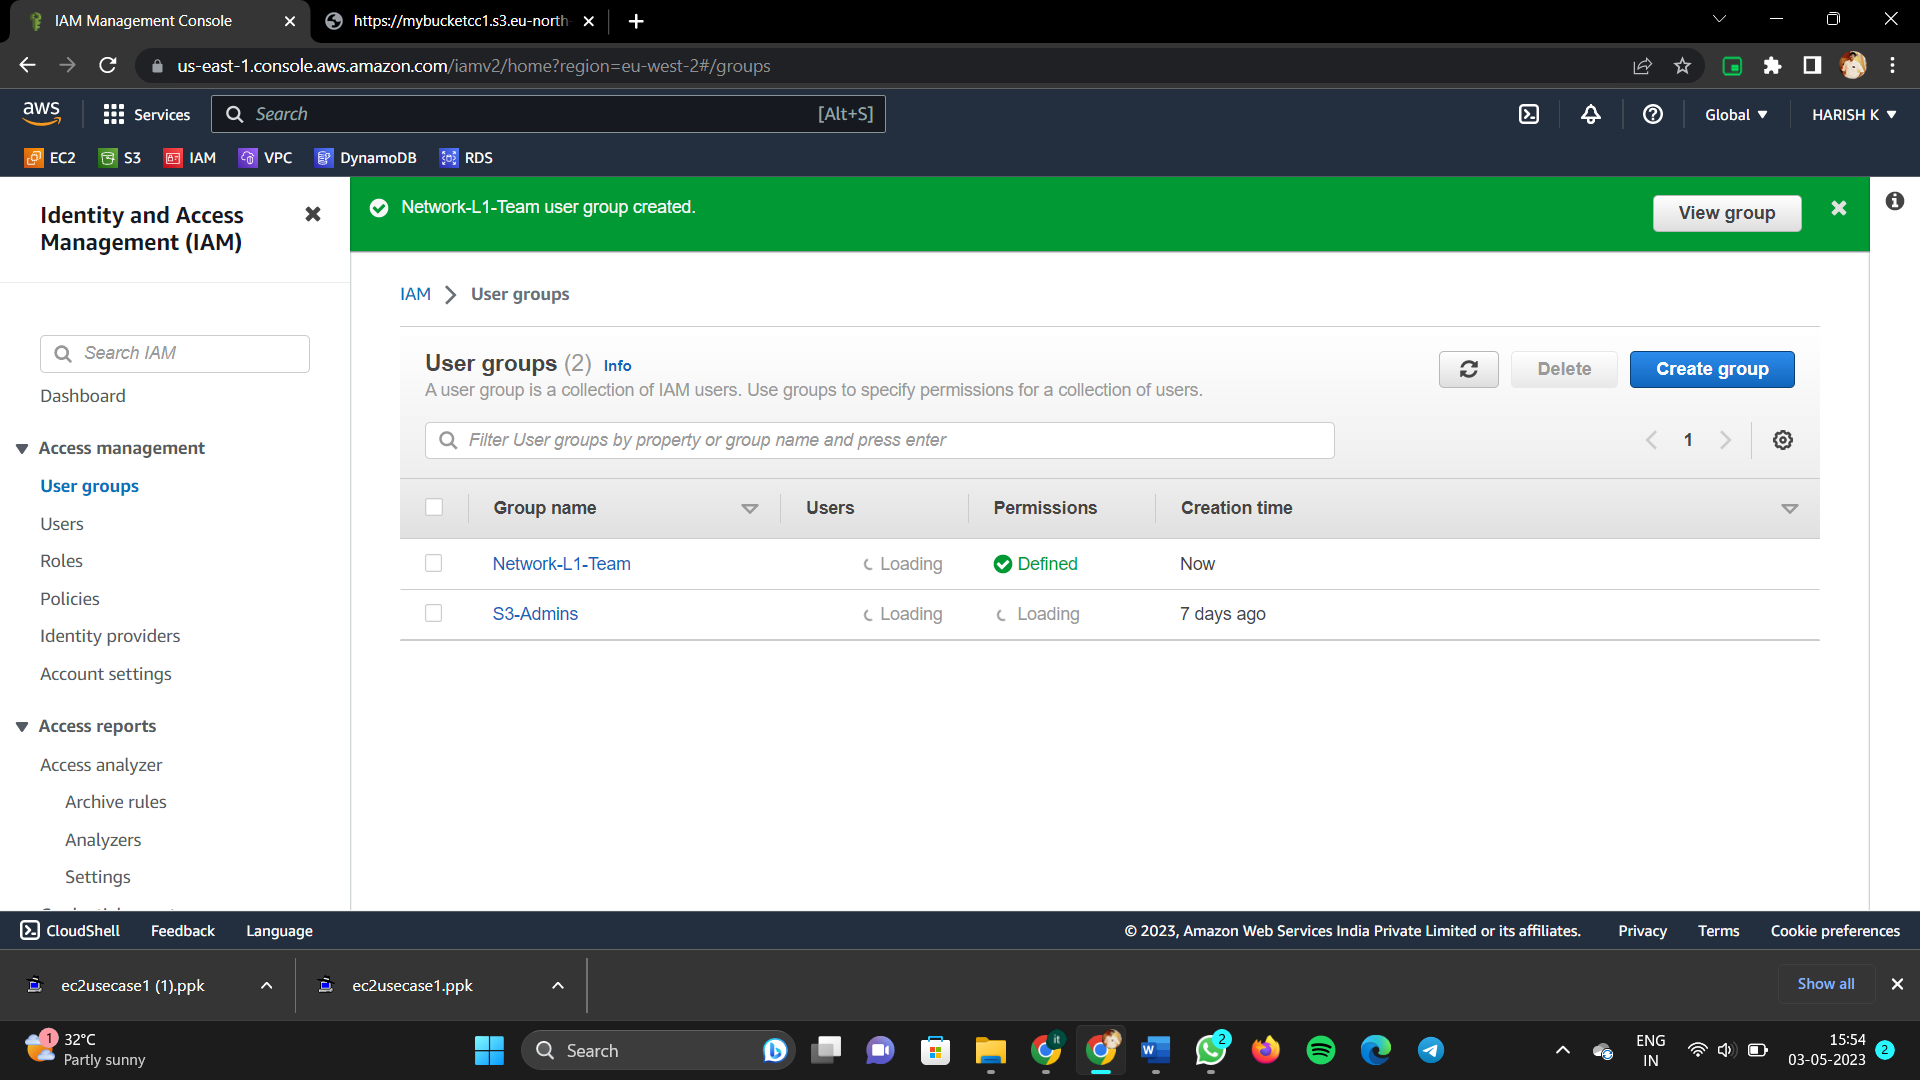 IAM Management Console
https://mybucketcc1.s3.eu-north-
us-east-1.console.aws.amazon.com/iamv2/home?region=eu-west-2#/groups
aws
Services
Search
[Alt+S]
Global
HARISH K
EC2
S3
IAM
VPC
DynamoDB
RDS
Identity and Access
Management (IAM)
Search IAM
Dashboard
Access management
User groups
Users
Roles
Policies
Identity providers
Account settings
Access reports
Access analyzer
Archive rules
Analyzers
Settings
Network-L1-Team user group created.
View group
IAM
User groups
User groups (2) Info
A user group is a collection of IAM users. Use groups to specify permissions for a collection of users.
Delete
Create group
Filter User groups by property or group name and press enter
1
Group name
Users
Permissions
Creation time
Network-L1-Team
Loading
Defined
Now
S3-Admins
Loading
Loading
7 days ago
CloudShell
Feedback
Language
© 2023, Amazon Web Services India Private Limited or its affiliates.
Privacy
Terms
Cookie preferences
ec2usecase1 (1).ppk
ec2usecase1.ppk
Show all
1
32°C
Partly sunny
Search
it
W
2
ENG
IN
15:54
03-05-2023
2